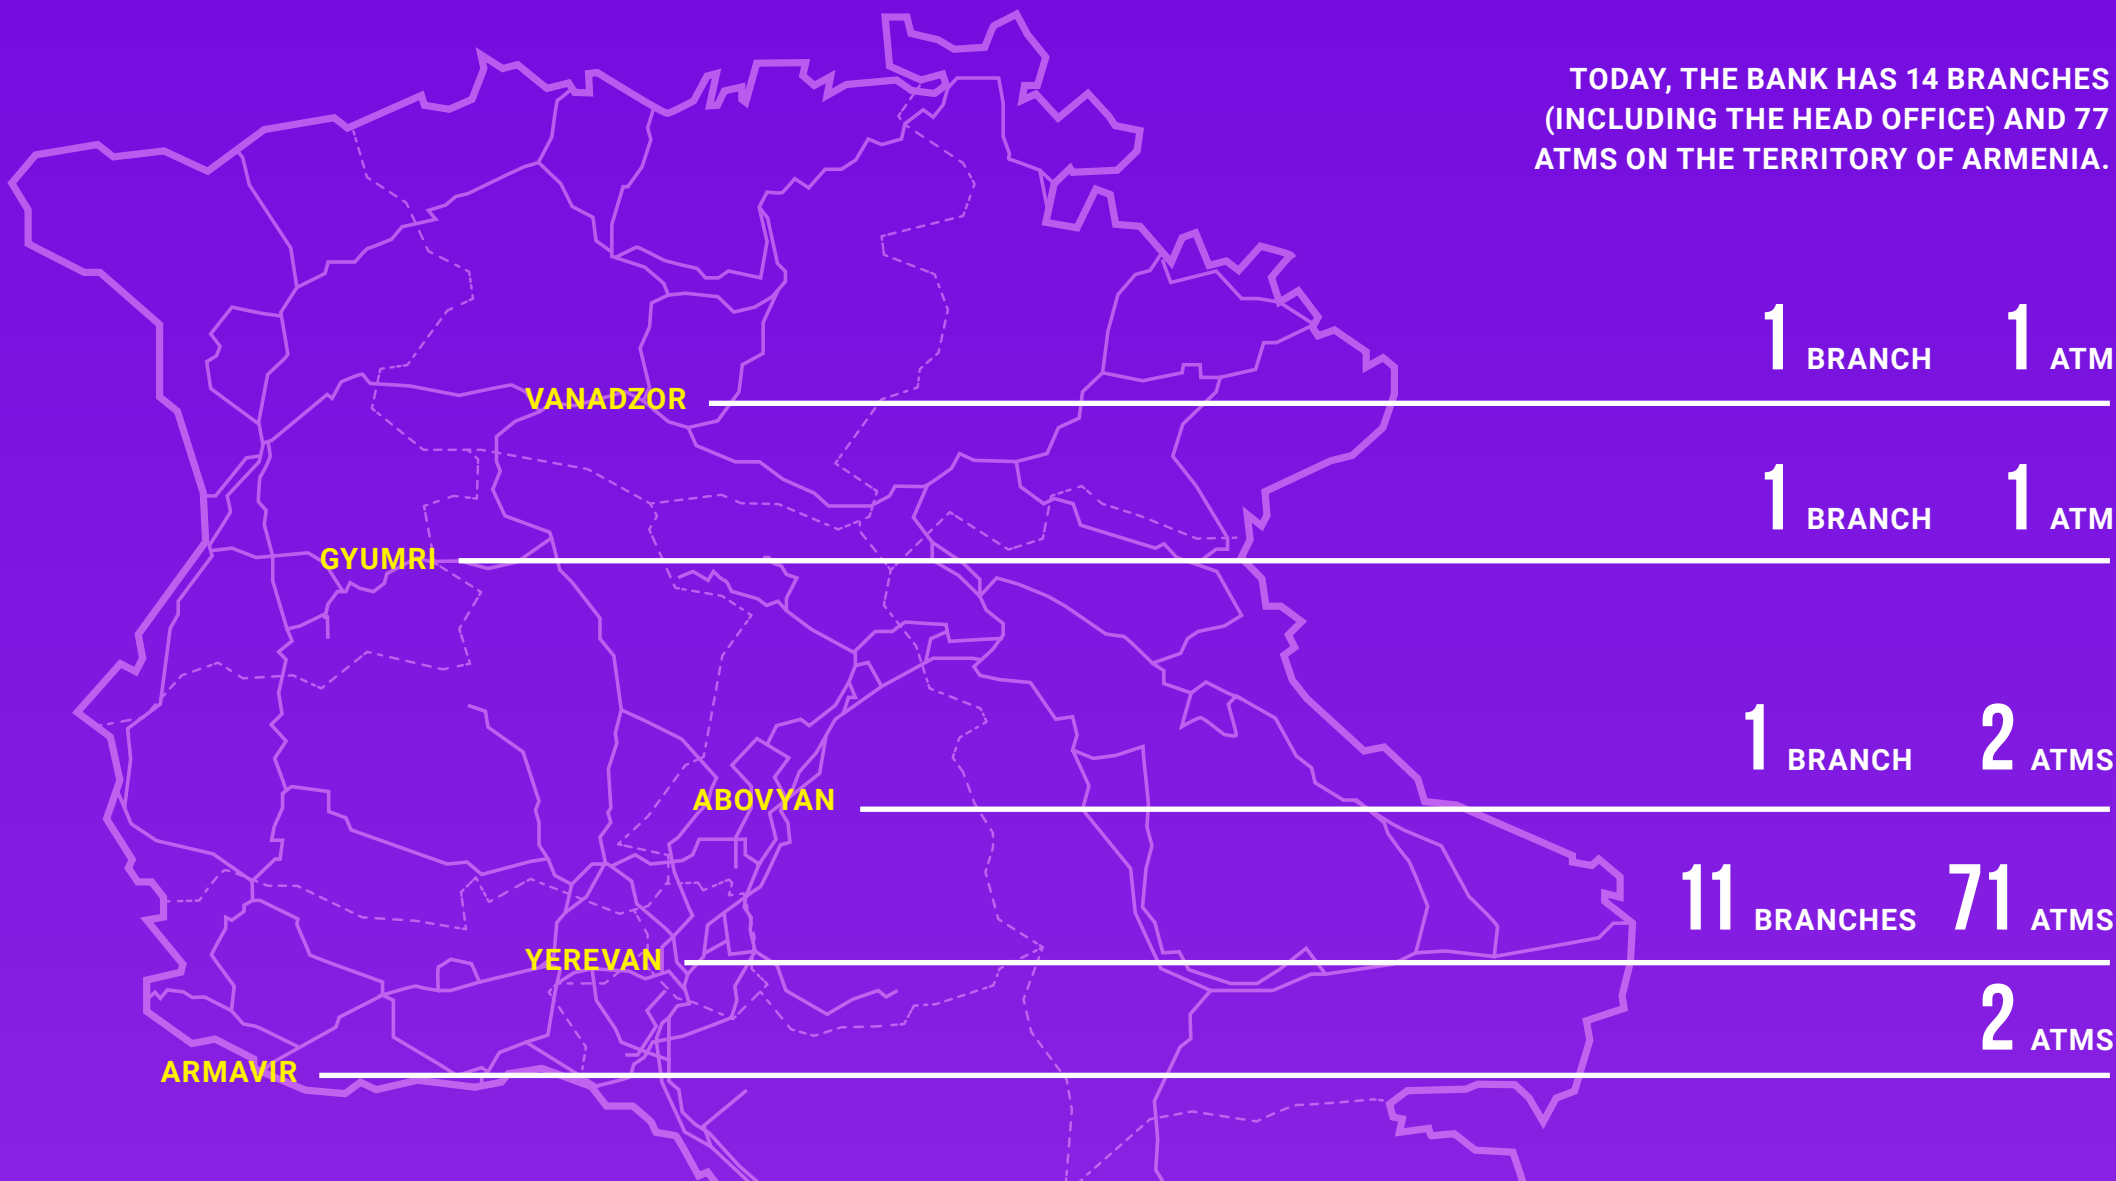 TODAY, THE BANK HAS 14 BRANCHES
(INCLUDING THE HEAD OFFICE) AND 77
ATMS ON THE TERRITORY OF ARMENIA.
1 BRANCH 1 ATM
VANADZOR
1 BRANCH 1 ATM
GYUMRI
1 BRANCH 2 ATMS
ABOVYAN
11 BRANCHES 71 ATMS
YEREVAN
2 ATMS
ARMAVIR